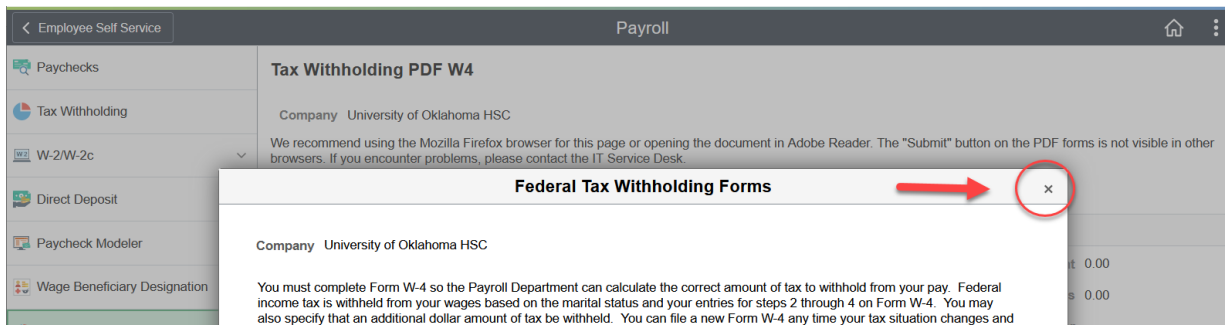 Employee Self Service
Payroll
Paychecks
Tax Withholding
W-2/W-2c
Direct Deposit
Paycheck Modeler
Wage Beneficiary Designation
Tax Withholding PDF W4
Company University of Oklahoma HSC
We recommend using the Mozilla Firefox browser for this page or opening the document in Adobe Reader. The "Submit" button on the PDF forms is not visible in other
browsers. If you encounter problems, please contact the IT Service Desk.
Federal Tax Withholding Forms
Company University of Oklahoma HSC
You must complete Form W-4 so the Payroll Department can calculate the correct amount of tax to withhold from your pay. Federal
income tax is withheld from your wages based on the marital status and your entries for steps 2 through 4 on Form W-4. You may
also specify that an additional dollar amount of tax be withheld. You can file a new Form W-4 any time your tax situation changes and
0.00
0.00